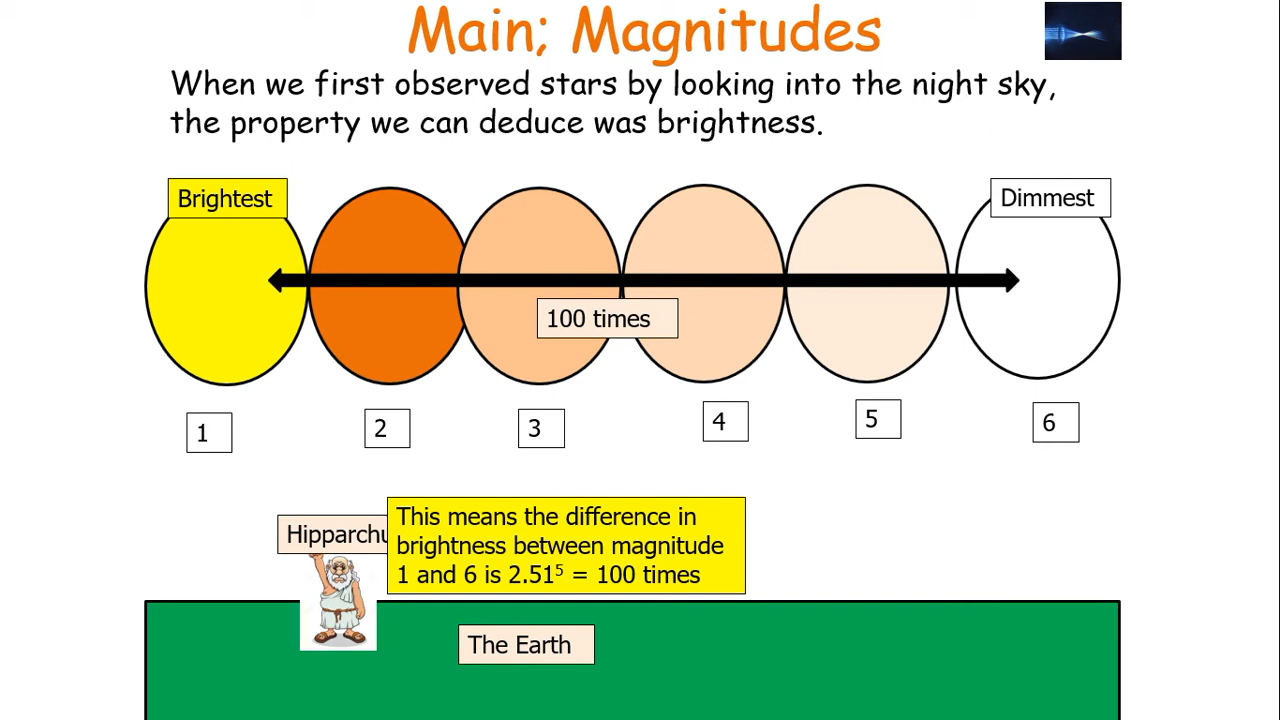 Main; Magnitudes
When we first observed stars by looking into the night sky,
the property we can deduce was brightness.
Brightest
Dimmest
100 times
1
2
3
4
5
6
Hipparchu
This means the difference in
brightness between magnitude
1 and 6 is 2.51⁵ = 100 times
The Earth